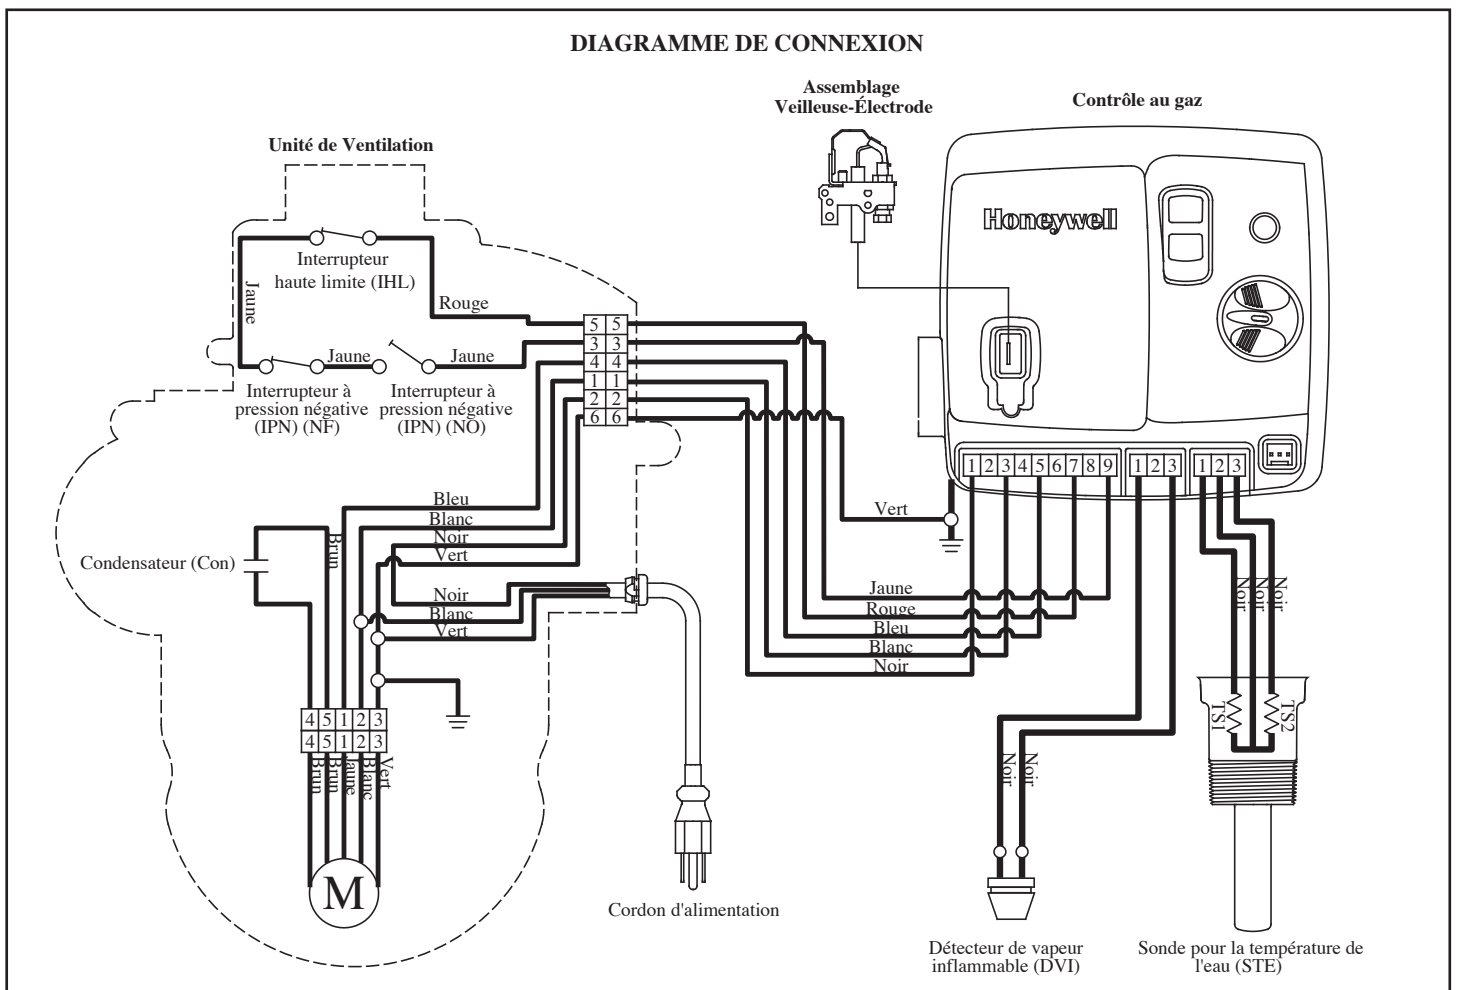 DIAGRAMME DE CONNEXION
Assemblage
Veilleuse-Électrode
Contrôle au gaz
Unité de Ventilation
Honeywell
Interrupteur
haute limite (IHL)
Jaune
Rouge
Jaune
Jaune
Interrupteur à
pression négative
(IPN) (NF)
Interrupteur à
pression négative
(IPN) (NO)
5 5
3 3
4 4
1 1
2 2
6 6
1 2 3 4 5 6 7 8 9
1 2 3
1 2 3
Bleu
Blanc
Noir
Vert
Vert
Brun
Condensateur (Con)
Noir
Blanc
Vert
Jaune
Rouge
Bleu
Blanc
Noir
Noir
Noir
Noir
TS1
TS2
4 5 1 2 3
4 5 1 2 3
Brun
Brun
Jaune
Blanc
Vert
Noir
Noir
M
Cordon d'alimentation
Détecteur de vapeur
inflammable (DVI)
Sonde pour la température de
l'eau (STE)